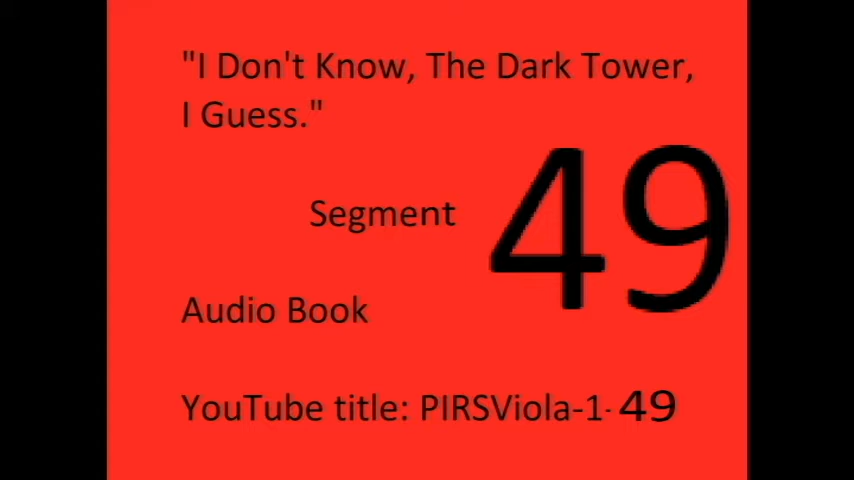 "I Don't Know, The Dark Tower,
I Guess."
Segment 49
Audio Book
YouTube title: PIRSViola-1-49